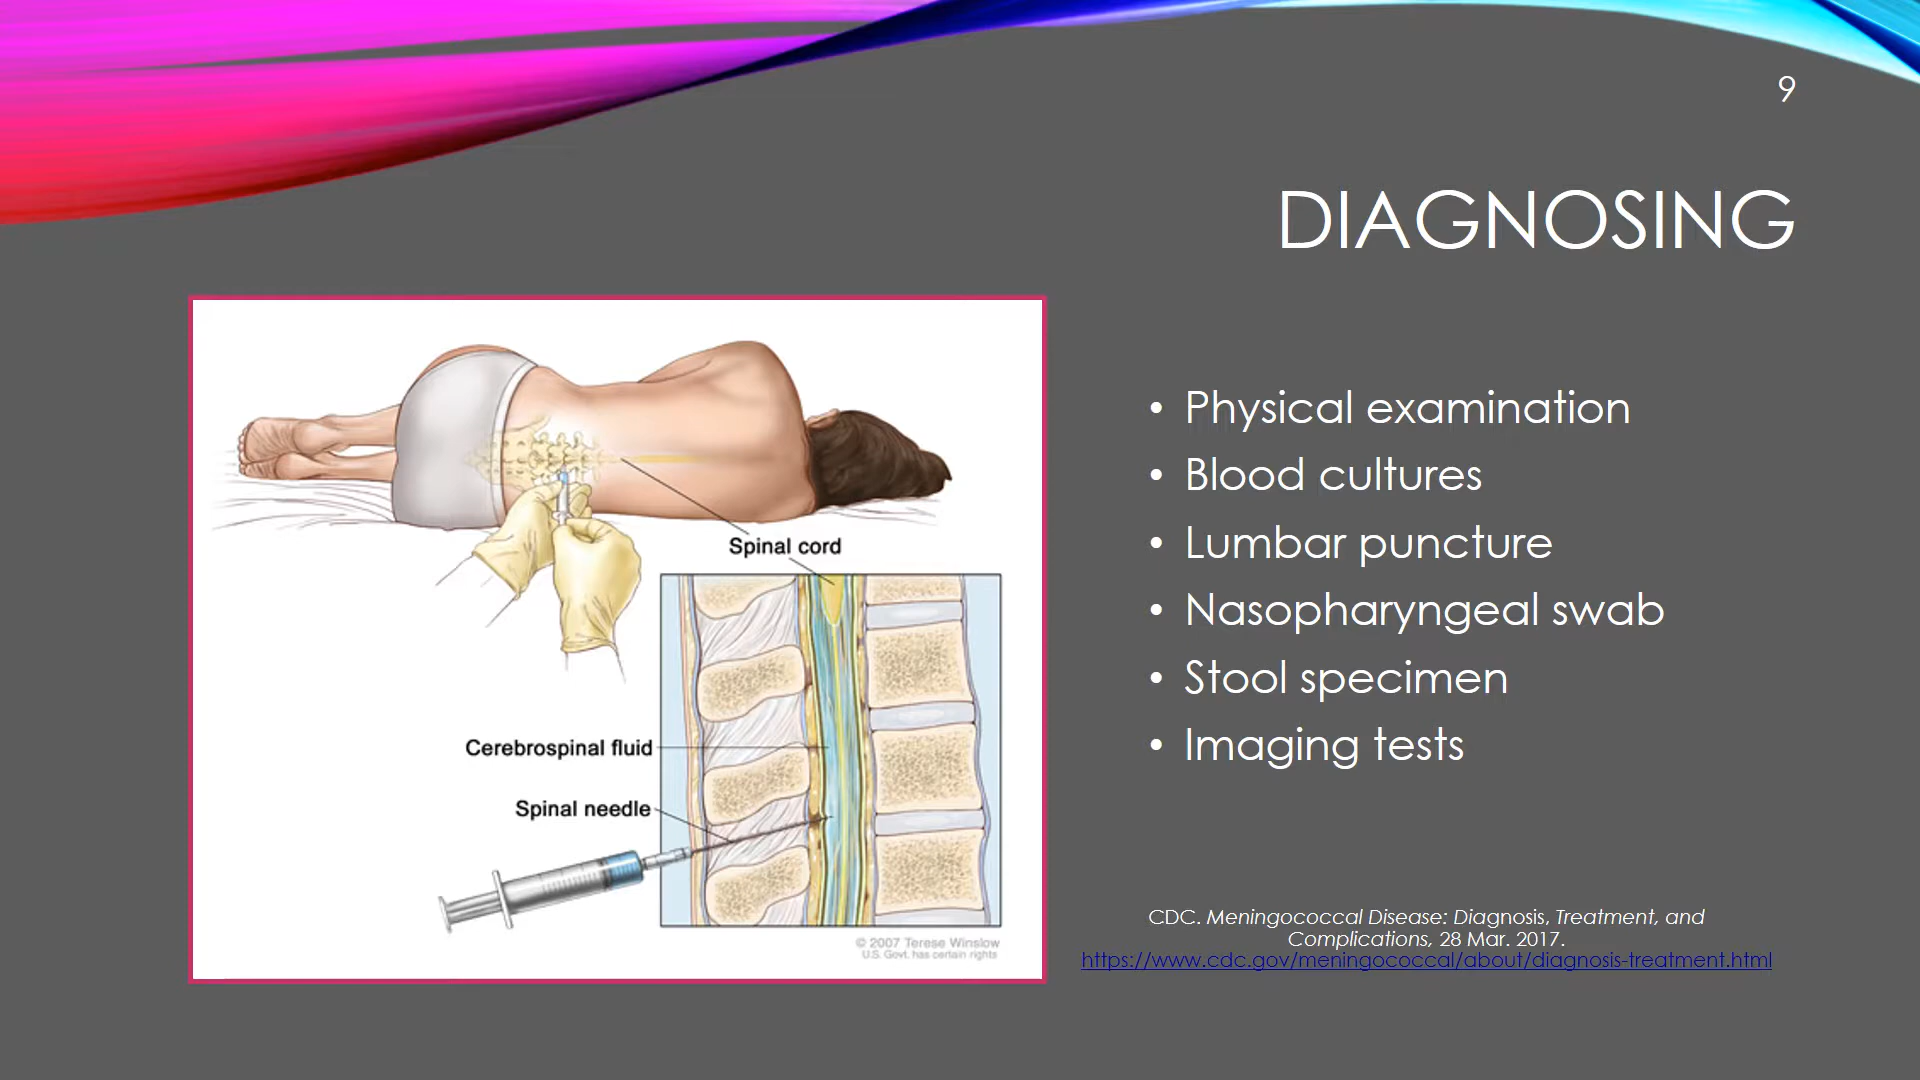 9
DIAGNOSING
Spinal cord
Cerebrospinal fluid
Spinal needle
© 2007 Terese Winslow
U.S. Govt. has certain rights
• Physical examination
• Blood cultures
• Lumbar puncture
• Nasopharyngeal swab
• Stool specimen
• Imaging tests
CDC. Meningococcal Disease: Diagnosis, Treatment, and
Complications, 28 Mar. 2017.
https://www.cdc.gov/meningococcal/about/diagnosis-treatment.html